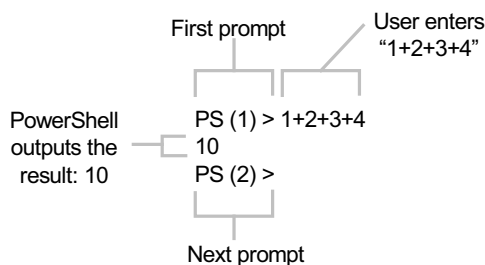 First prompt
User enters
“1+2+3+4”
PS (1) > 1+2+3+4
10
PS (2) >
PowerShell
outputs the
result: 10
Next prompt